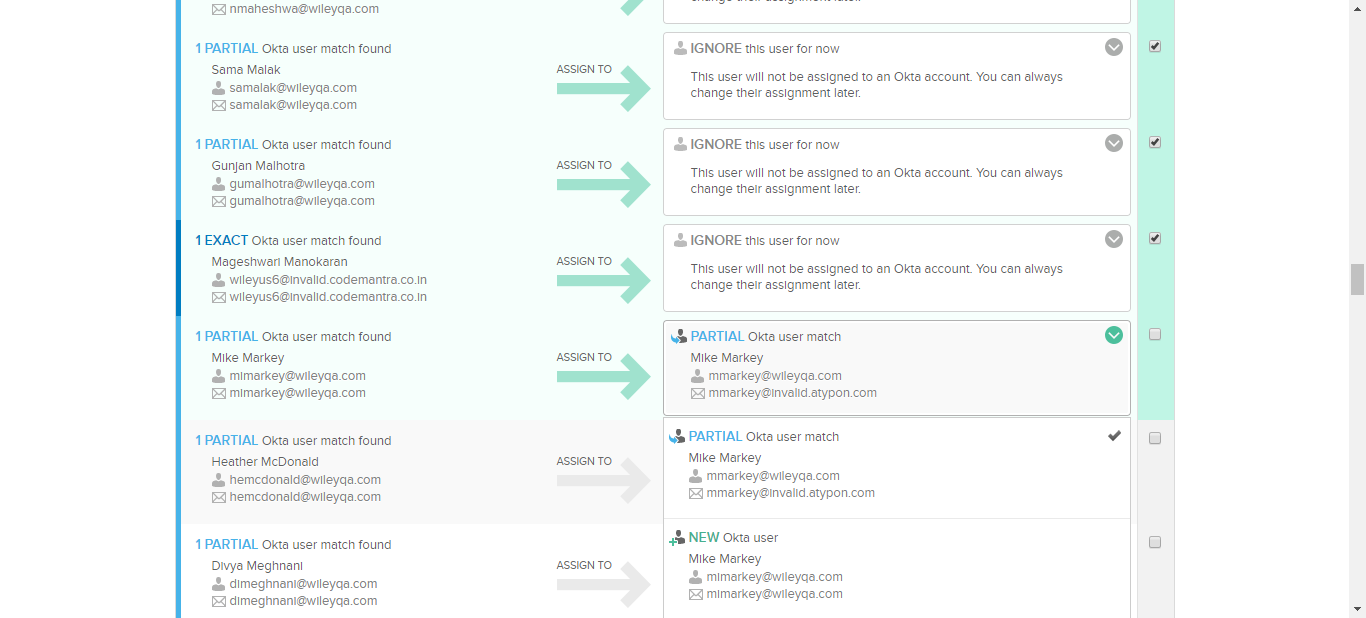 nmaheshwa@wileyqa.com
change their assignment later.
1 PARTIAL Okta user match found
Sama Malak
samalak@wileyqa.com
samalak@wileyqa.com
ASSIGN TO
IGNORE this user for now
This user will not be assigned to an Okta account. You can always
change their assignment later.
1 PARTIAL Okta user match found
Gunjan Malhotra
gumalhotra@wileyqa.com
gumalhotra@wileyqa.com
ASSIGN TO
IGNORE this user for now
This user will not be assigned to an Okta account. You can always
change their assignment later.
1 EXACT Okta user match found
Mageshwari Manokaran
wileyus6@invalid.codemantra.co.in
wileyus6@invalid.codemantra.co.in
ASSIGN TO
IGNORE this user for now
This user will not be assigned to an Okta account. You can always
change their assignment later.
1 PARTIAL Okta user match found
Mike Markey
mimarkey@wileyqa.com
mimarkey@wileyqa.com
ASSIGN TO
PARTIAL Okta user match
Mike Markey
mmarkey@wileyqa.com
mmarkey@invalid.atypon.com
1 PARTIAL Okta user match found
Heather McDonald
hemcdonald@wileyqa.com
hemcdonald@wileyqa.com
ASSIGN TO
PARTIAL Okta user match
Mike Markey
mmarkey@wileyqa.com
mmarkey@invalid.atypon.com
1 PARTIAL Okta user match found
Divya Meghnani
dimeghnani@wileyqa.com
dimeghnani@wileyqa.com
ASSIGN TO
NEW Okta user
Mike Markey
mimarkey@wileyqa.com
mimarkey@wileyqa.com